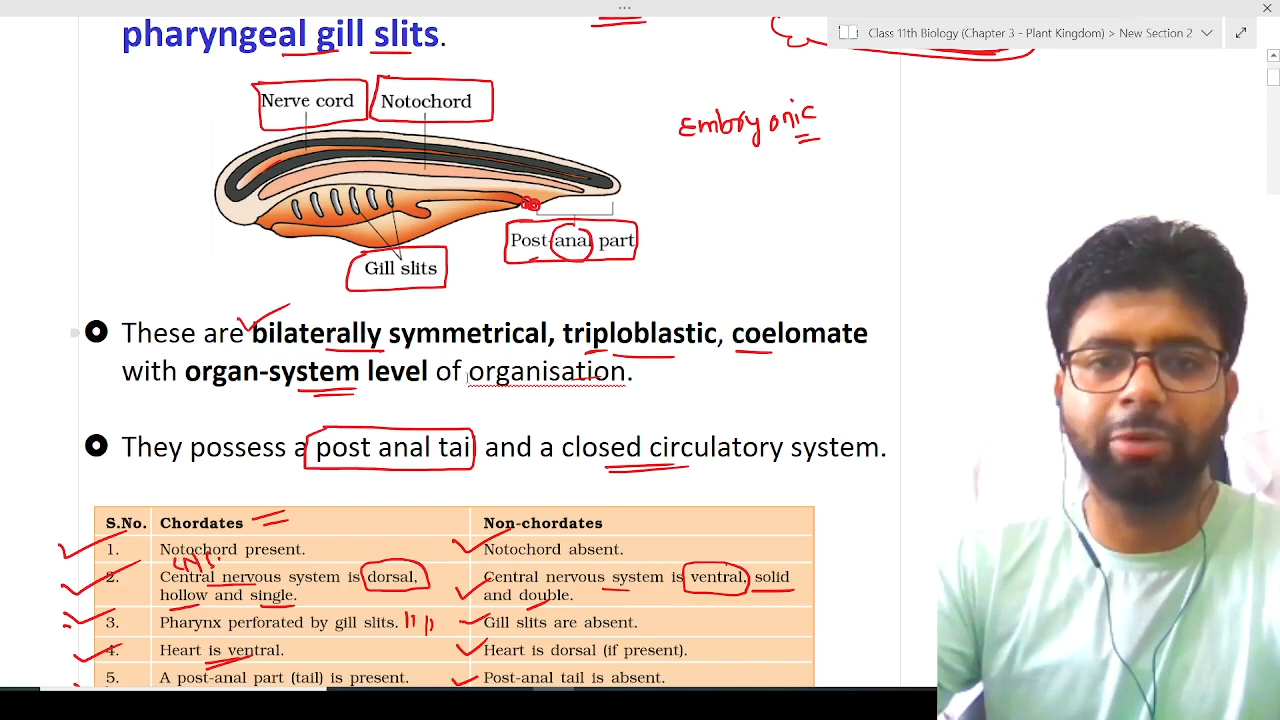 pharyngeal gill slits.
Class 11th Biology (Chapter 3 - Plant Kingdom) > New Section 2
Nerve cord
Notochord
Embryonic
Post-anal part
Gill slits
These are bilaterally symmetrical, triploblastic, coelomate
with organ-system level of organisation.
They possess a post anal tail and a closed circulatory system.
S.No. Chordates Non-chordates
1. Notochord present. Notochord absent.
CNS.
2. Central nervous system is dorsal, Central nervous system is ventral, solid
hollow and single. and double.
3. Pharynx perforated by gill slits. Gill slits are absent.
4. Heart is ventral. Heart is dorsal (if present).
5. A post-anal part (tail) is present. Post-anal tail is absent.